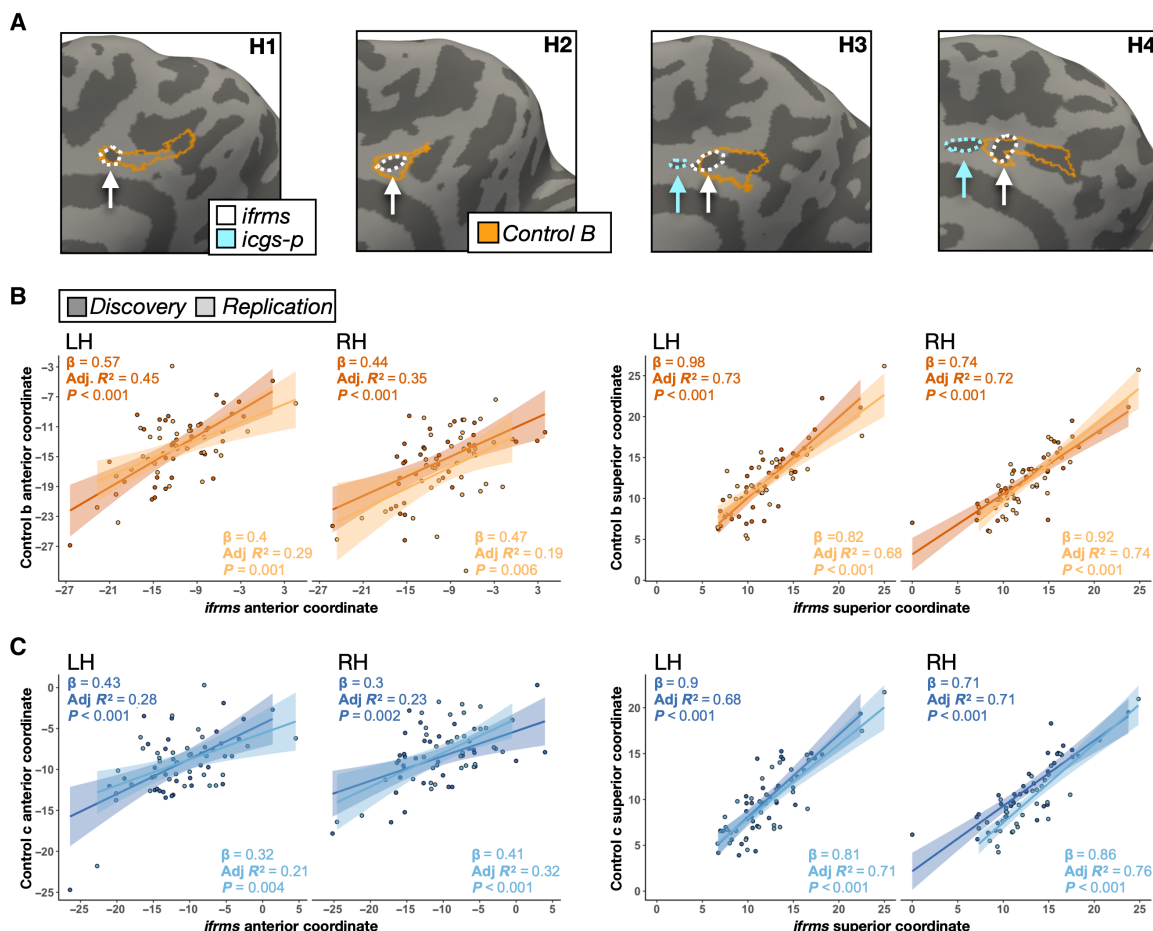 A
H1
H2
H3
H4
ifrms
icgs-p
Control B
B
Discovery Replication
LH
β = 0.57
Adj. R² = 0.45
P < 0.001
RH
β = 0.44
Adj. R² = 0.35
P < 0.001
LH
β = 0.98
Adj R² = 0.73
P < 0.001
RH
β = 0.74
Adj R² = 0.72
P < 0.001
Control b anterior coordinate
−3
−7
−11
−15
−19
−23
−27
β = 0.4
Adj R² = 0.29
P = 0.001
β = 0.47
Adj R² = 0.19
P = 0.006
−27 −21 −15 −9 −3 3
−27 −21 −15 −9 −3 3
ifrms anterior coordinate
Control b superior coordinate
25
20
15
10
5
0
β =0.82
Adj R² = 0.68
P <0.001
β = 0.92
Adj R² = 0.74
P <0.001
0 5 10 15 20 25
0 5 10 15 20 25
ifrms superior coordinate
C
LH
β = 0.43
Adj R² = 0.28
P < 0.001
RH
β = 0.3
Adj R² = 0.23
P = 0.002
LH
β = 0.9
Adj R² = 0.68
P < 0.001
RH
β = 0.71
Adj R² = 0.71
P < 0.001
Control c anterior coordinate
0
−5
−10
−15
−20
−25
β = 0.32
Adj R² = 0.21
P = 0.004
β = 0.41
Adj R² = 0.32
P < 0.001
−25 −20 −15 −10 −5 0 5
−25 −20 −15 −10 −5 0 5
ifrms anterior coordinate
Control c superior coordinate
20
15
10
5
0
β = 0.81
Adj R² = 0.71
P < 0.001
β = 0.86
Adj R² = 0.76
P < 0.001
0 5 10 15 20 25
0 5 10 15 20 25
ifrms superior coordinate